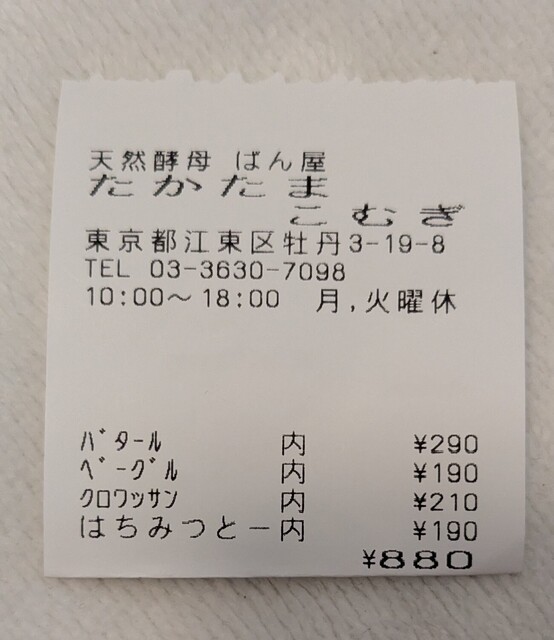 天然酵母 ぱん屋
たかたま
こむぎ
東京都江東区牡丹3-19-8
TEL 03-3630-7098
10:00～18:00 月,火曜休
ﾊﾞﾀｰﾙ 内 ¥290
ﾍﾞｰｸﾞﾙ 内 ¥190
ｸﾛﾜｯｻﾝ 内 ¥210
はちみつとー内 ¥190
¥880